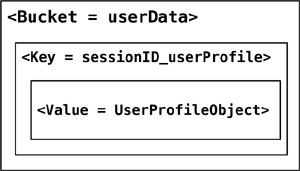 <Bucket = userData>
<Key = sessionID_userProfile>
<Value = UserProfileObject>